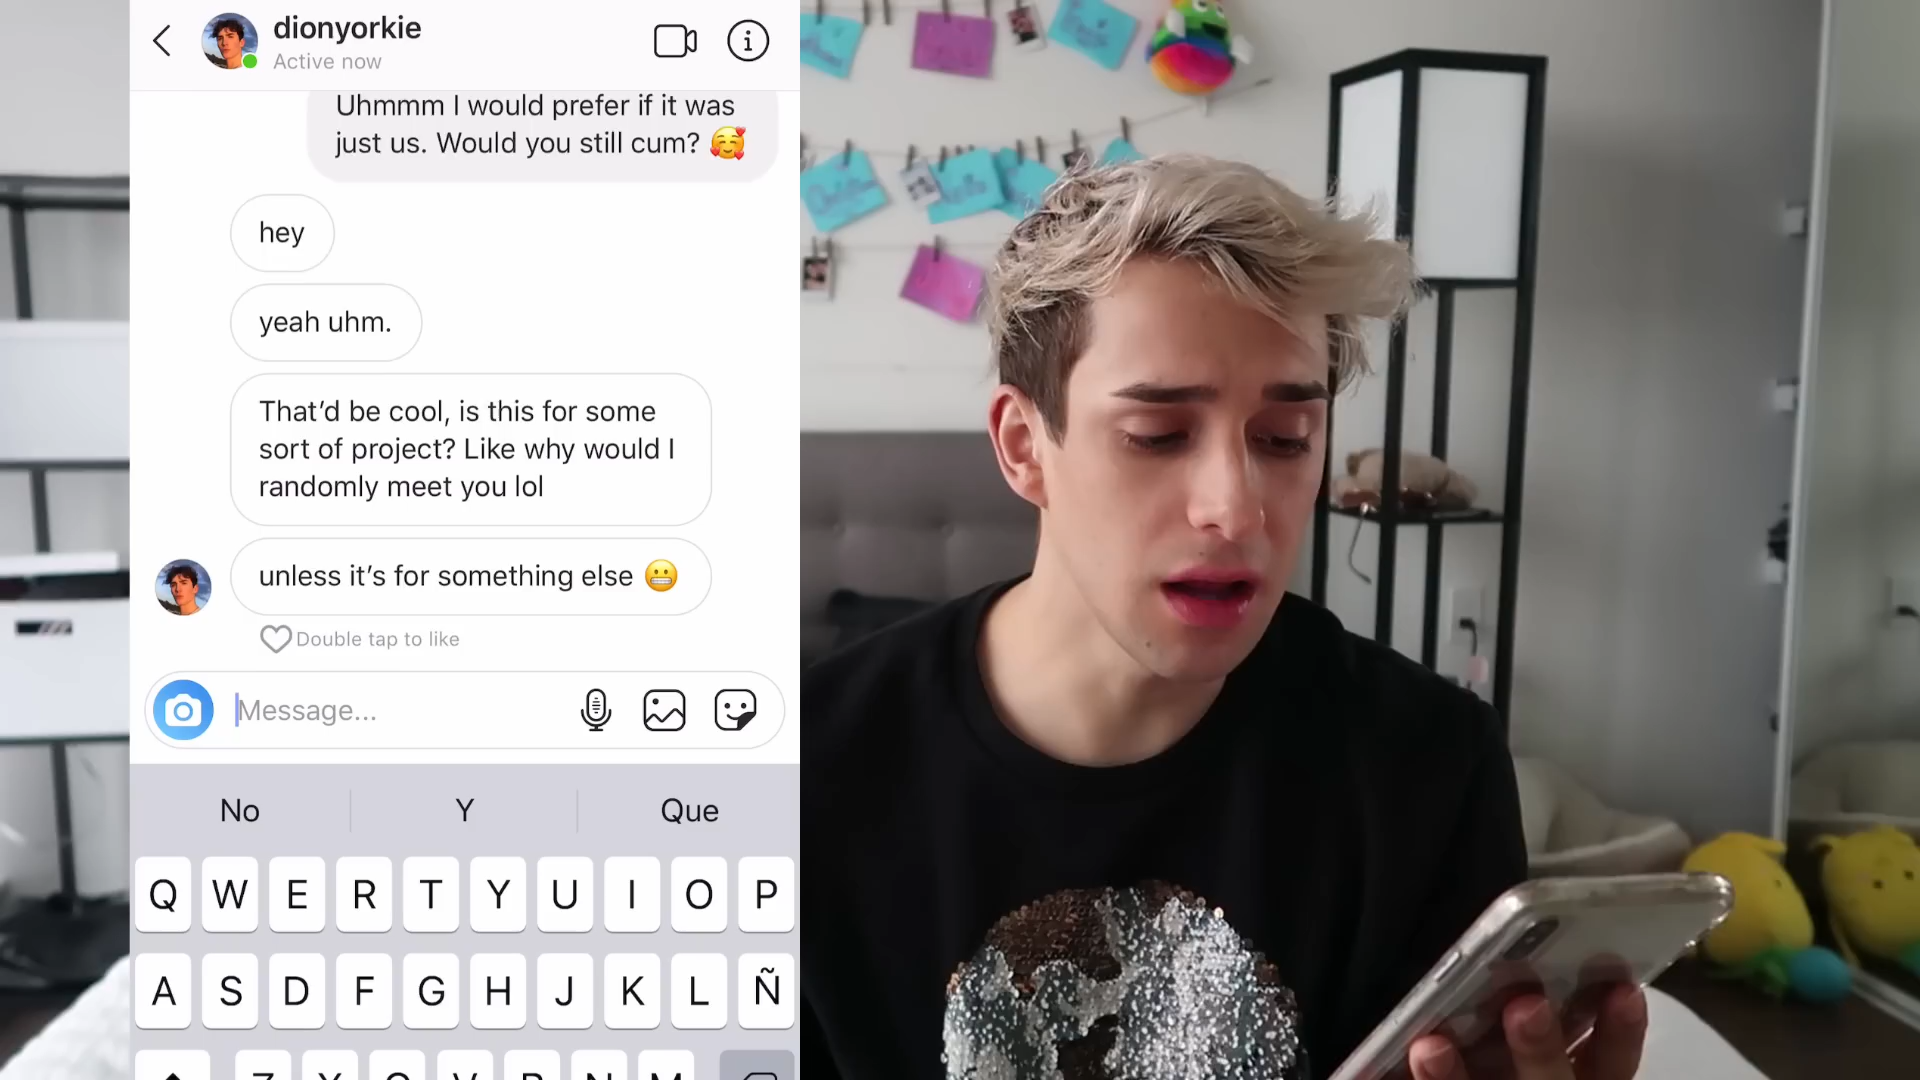 dionyorkie
Active now
Uhmmm I would prefer if it was
just us. Would you still cum? 🥰
hey
yeah uhm.
That’d be cool, is this for some
sort of project? Like why would I
randomly meet you lol
unless it’s for something else 😬
Double tap to like
Message...
No Y Que
Q W E R T Y U I O P
A S D F G H J K L Ñ
Z X C V B N M